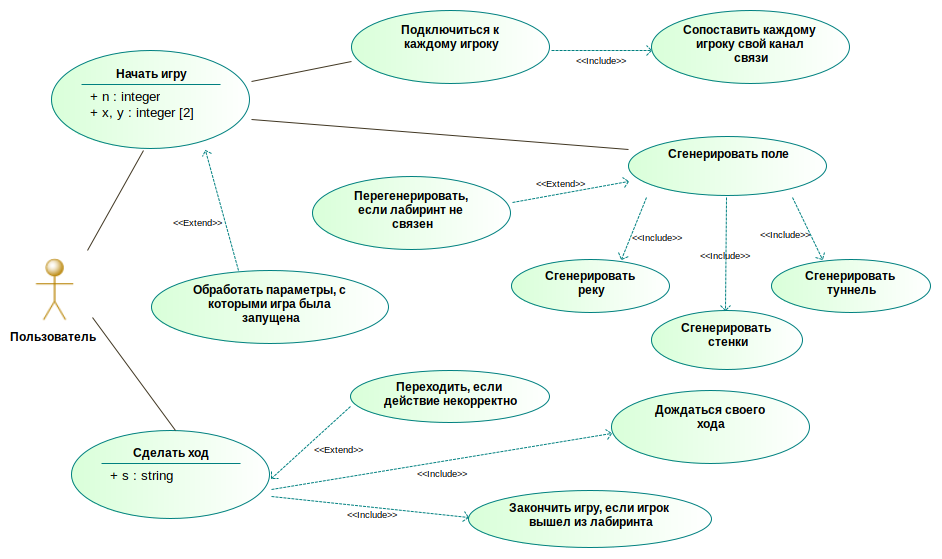 Подключиться к
каждому игроку
<<Include>>
Сопоставить каждому
игроку свой канал
связи
Начать игру
+ n : integer
+ x, y : integer [2]
Сгенерировать поле
Перегенерировать,
если лабиринт не
связен
<<Extend>>
<<Extend>>
<<Include>>
<<Include>>
<<Include>>
Сгенерировать
реку
Сгенерировать
туннель
Сгенерировать
стенки
Обработать параметры, с
которыми игра была
запущена
Пользователь
Переходить, если
действие некорректно
Дождаться своего
хода
<<Extend>>
Сделать ход
+ s : string
<<Include>>
<<Include>>
Закончить игру, если игрок
вышел из лабиринта